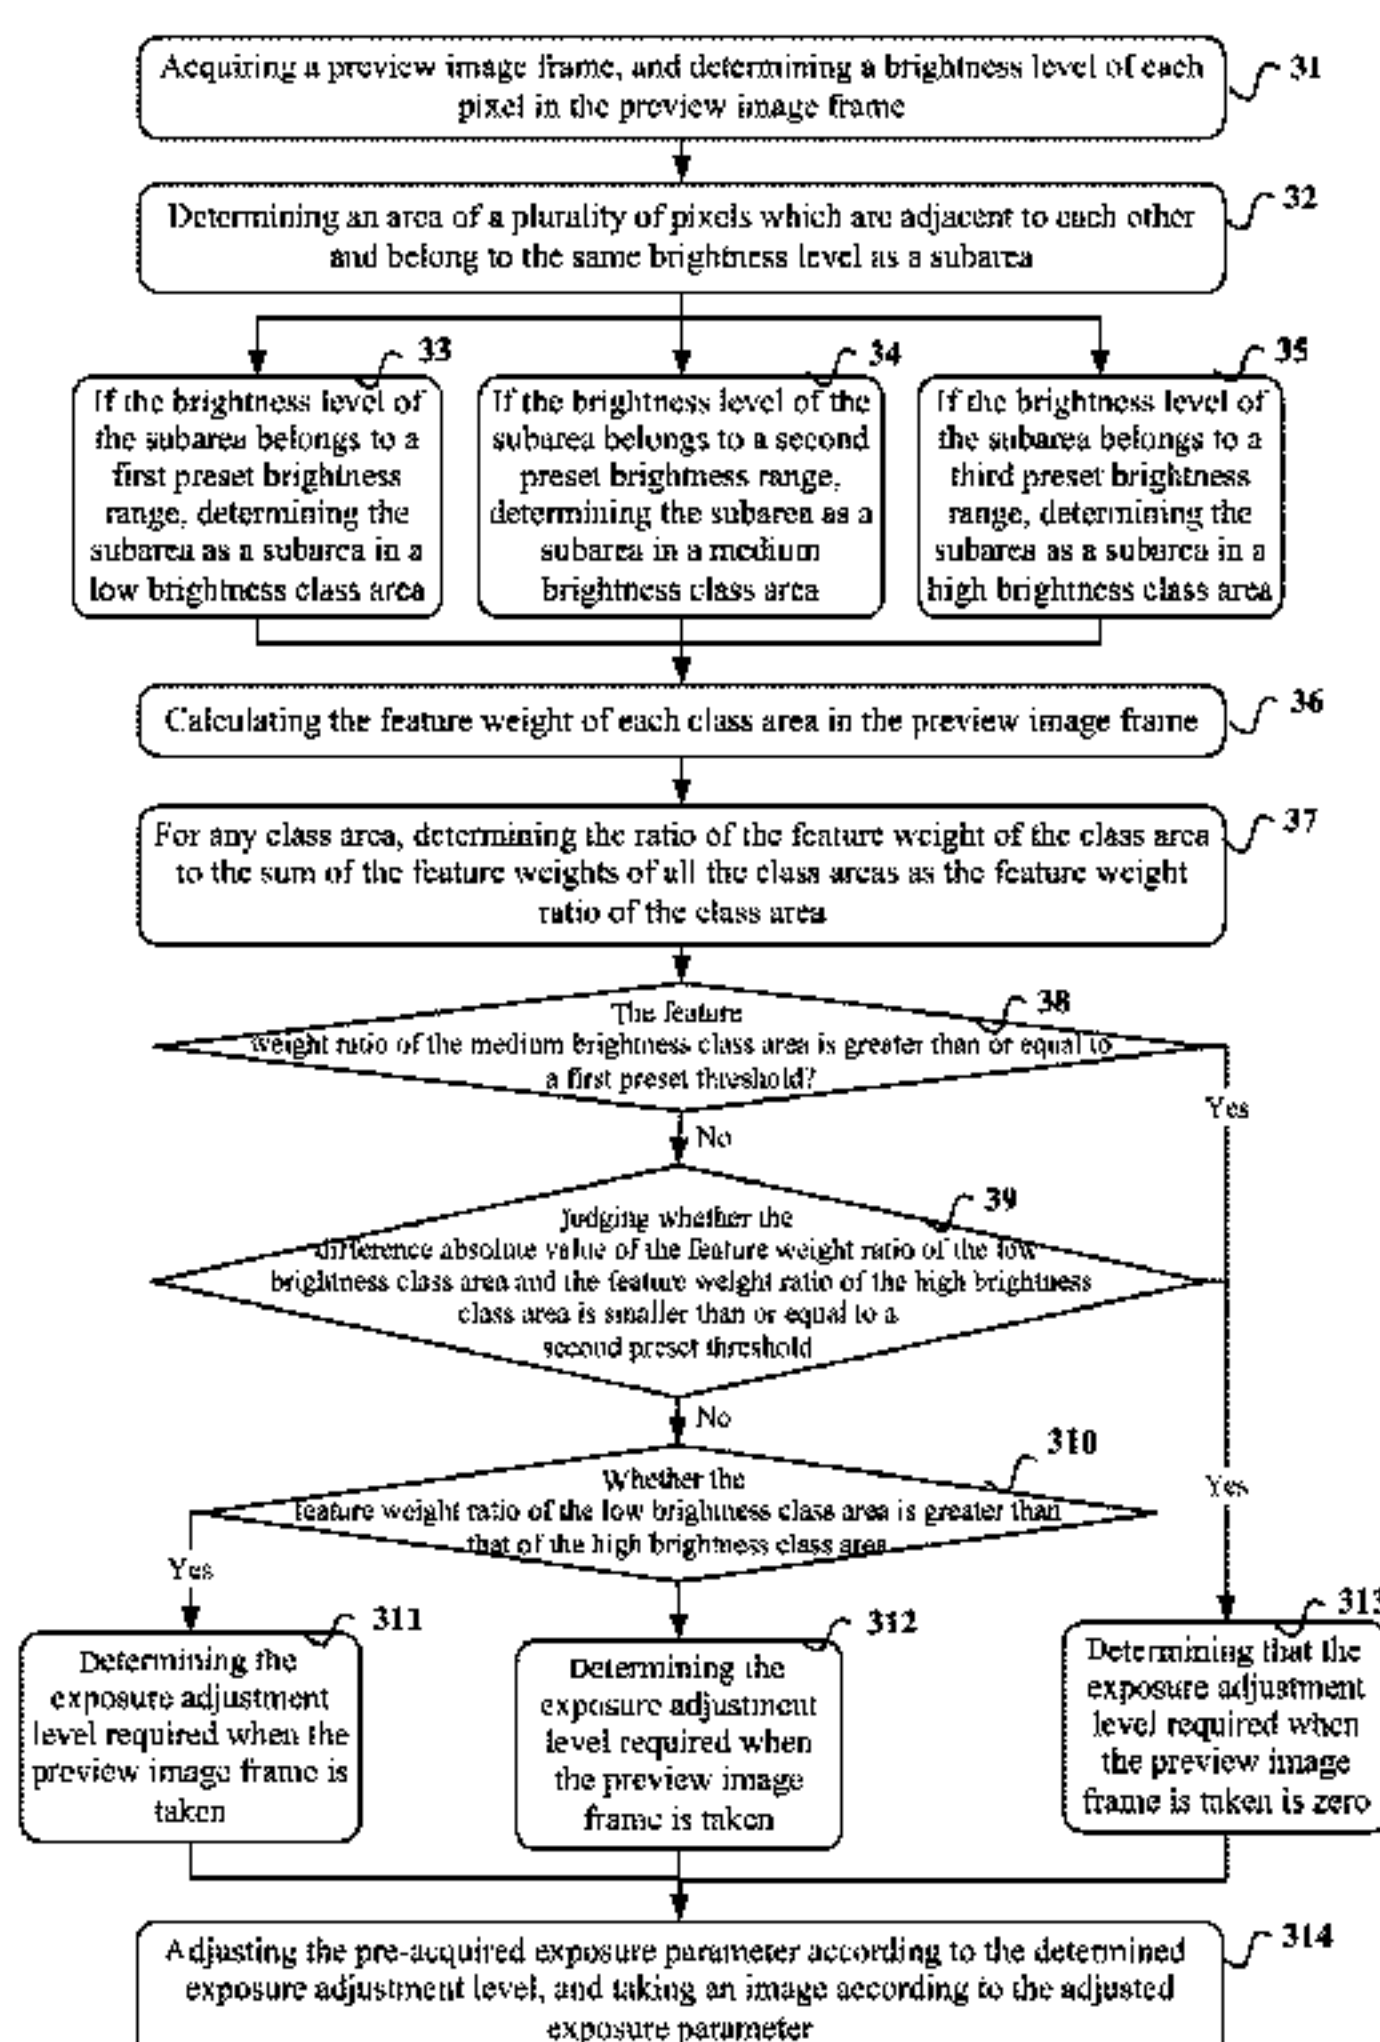 Acquiring a preview image frame, and determining a brightness level of each
pixel in the preview image frame
31
Determining an area of a plurality of pixels which are adjacent to each other
and belong to the same brightness level as a subarea
32
33
If the brightness level of
the subarea belongs to a
first preset brightness
range, determining the
subarea as a subarea in a
low brightness class area
34
If the brightness level of the
subarea belongs to a second
preset brightness range,
determining the subarea as a
subarea in a medium
brightness class area
35
If the brightness level of
the subarea belongs to a
third preset brightness
range, determining the
subarea as a subarea in a
high brightness class area
Calculating the feature weight of each class area in the preview image frame
36
For any class area, determining the ratio of the feature weight of the class area
to the sum of the feature weights of all the class areas as the feature weight
ratio of the class area
37
38
The feature
weight ratio of the medium brightness class area is greater than or equal to
a first preset threshold?
Yes
No
39
Judging whether the
difference absolute value of the feature weight ratio of the low
brightness class area and the feature weight ratio of the high brightness
class area is smaller than or equal to a
second preset threshold
No
Yes
310
Whether the
feature weight ratio of the low brightness class area is greater than
that of the high brightness class area
Yes
311
Determining the
exposure adjustment
level required when the
preview image frame is
taken
312
Determining the
exposure adjustment
level required when
the preview image
frame is taken
313
Determining that the
exposure adjustment
level required when
the preview image
frame is taken is zero
Adjusting the pre-acquired exposure parameter according to the determined
exposure adjustment level, and taking an image according to the adjusted
exposure parameter
314